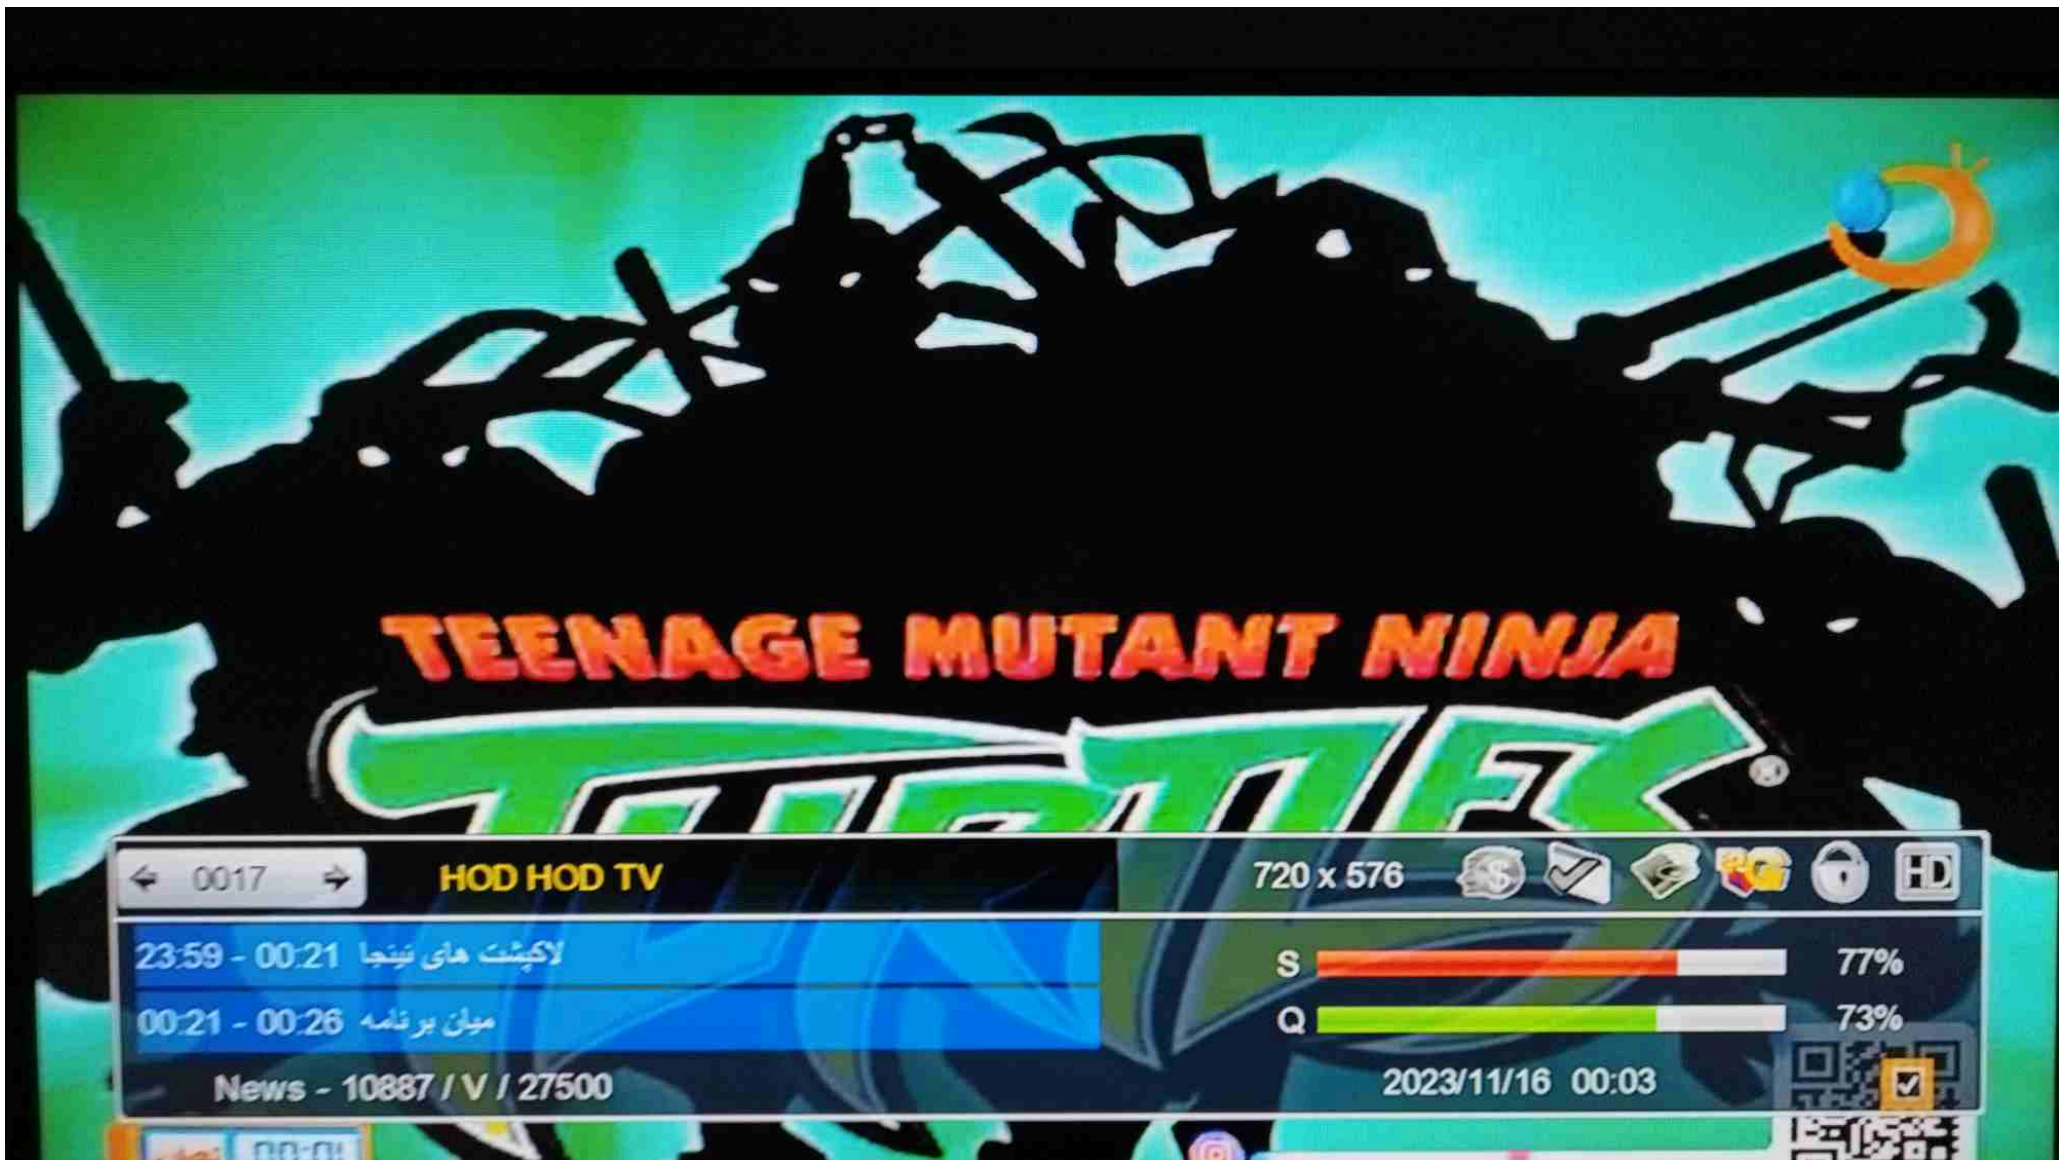 TEENAGE MUTANT NINJA
TURTLES
®
0017
HOD HOD TV
720 x 576
HD
23:59 - 00:21 لاکپشت های نینجا
S
77%
00:21 - 00:26 میان برنامه
Q
73%
News - 10887 / V / 27500
2023/11/16 00:03